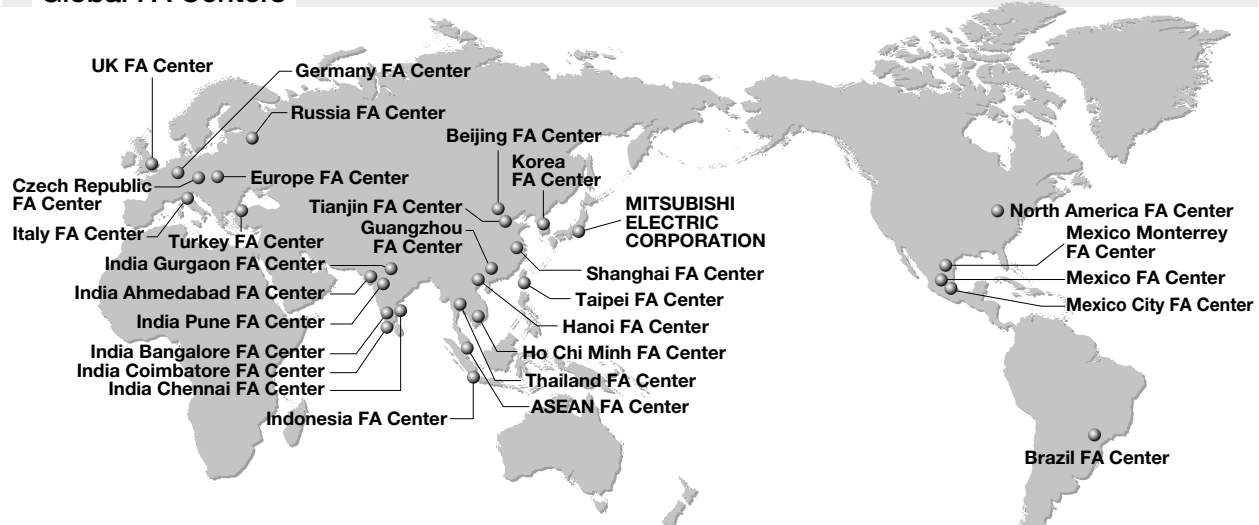 Global FA Centers
UK FA Center
Germany FA Center
Russia FA Center
Beijing FA Center
Korea
FA Center
Czech Republic
FA Center
Europe FA Center
Italy FA Center
Turkey FA Center
Tianjin FA Center
Guangzhou
FA Center
MITSUBISHI
ELECTRIC
CORPORATION
India Gurgaon FA Center
India Ahmedabad FA Center
India Pune FA Center
India Bangalore FA Center
India Coimbatore FA Center
India Chennai FA Center
Indonesia FA Center
Shanghai FA Center
Taipei FA Center
Hanoi FA Center
Ho Chi Minh FA Center
Thailand FA Center
ASEAN FA Center
North America FA Center
Mexico Monterrey
FA Center
Mexico FA Center
Mexico City FA Center
Brazil FA Center